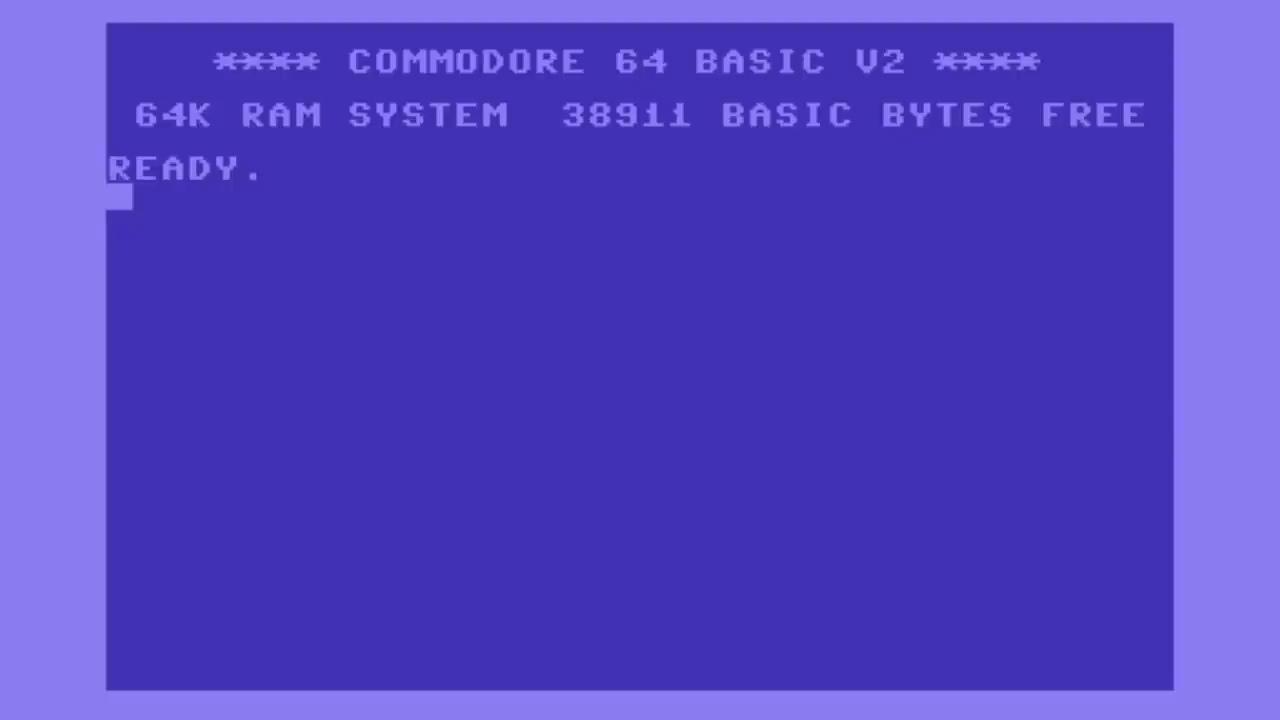 **** COMMODORE 64 BASIC V2 ****
64K RAM SYSTEM  38911 BASIC BYTES FREE
READY.